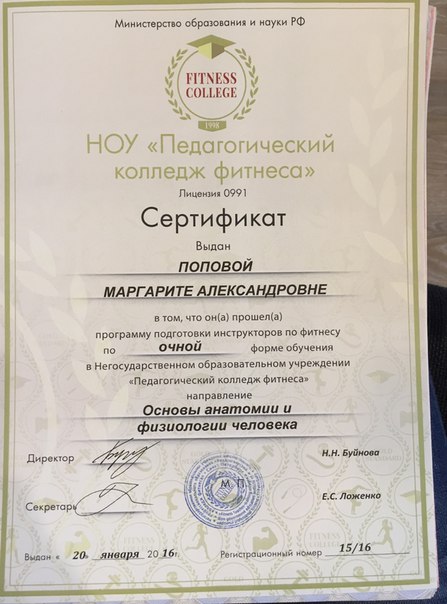 Министерство образования и науки РФ
FITNESS
COLLEGE
1998
НОУ «Педагогический
колледж фитнеса»
Лицензия 0991
Сертификат
Выдан
ПОПОВОЙ
МАРГАРИТЕ АЛЕКСАНДРОВНЕ
в том, что он(а) прошел(а)
программу подготовки инструкторов по фитнесу
по очной форме обучения
в Негосударственном образовательном учреждении
«Педагогический колледж фитнеса»
направление
Основы анатомии и
физиологии человека
Директор Н.Н. Буйнова
М П
Секретарь Е.С. Ложенко
Выдан « 20» января 20 16г. Регистрационный номер 15/16